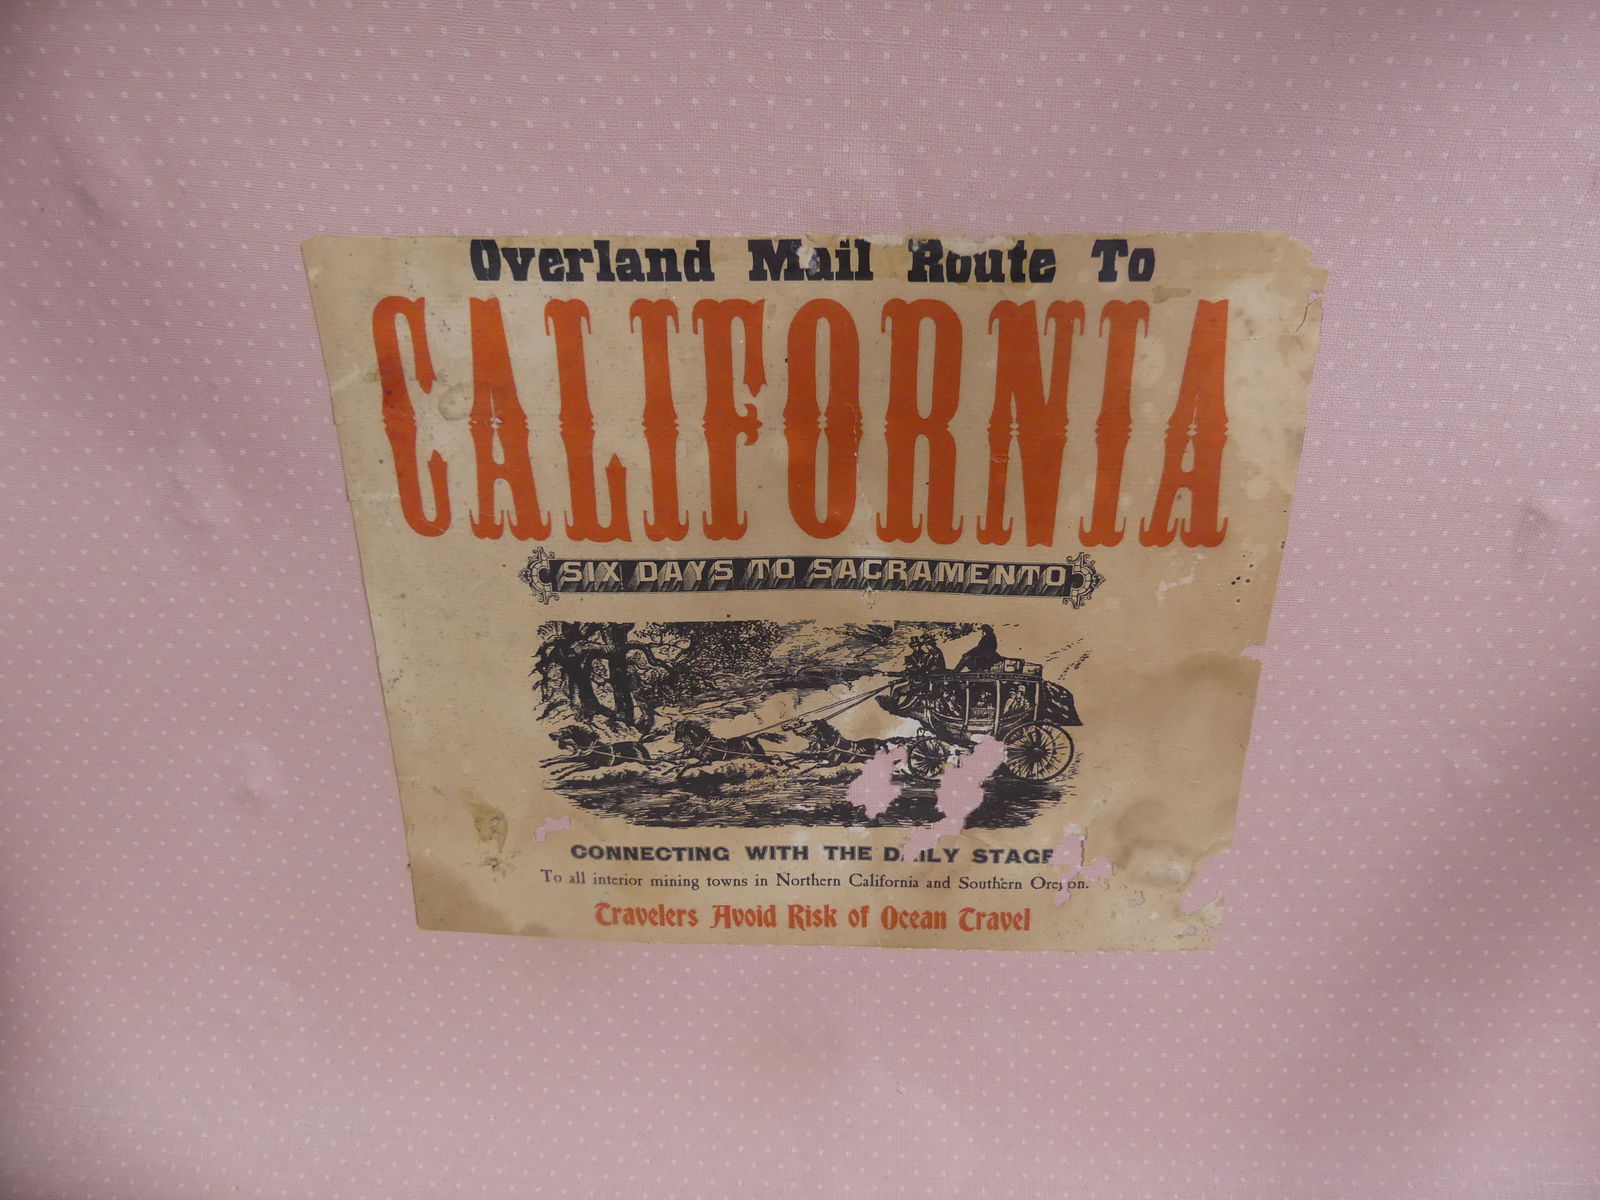 Overland Mail Route To
CALIFORNIA
SIX DAYS TO SACRAMENTO
CONNECTING WITH THE DAILY STAGE
To all interior mining towns in Northern California and Southern Oregon.
Travelers Avoid Risk of Ocean Travel